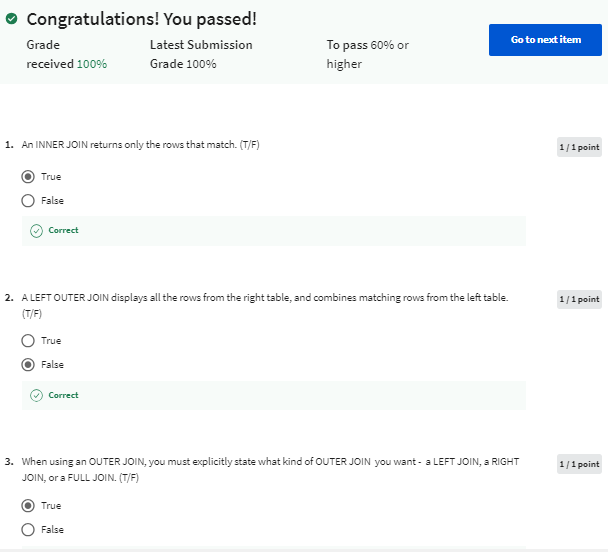 Congratulations! You passed!
Grade received 100%
Latest Submission Grade 100%
To pass 60% or higher
Go to next item
1. An INNER JOIN returns only the rows that match. (T/F)
1 / 1 point
True
False
Correct
2. A LEFT OUTER JOIN displays all the rows from the right table, and combines matching rows from the left table.
(T/F)
1 / 1 point
True
False
Correct
3. When using an OUTER JOIN, you must explicitly state what kind of OUTER JOIN you want - a LEFT JOIN, a RIGHT
JOIN, or a FULL JOIN. (T/F)
1 / 1 point
True
False